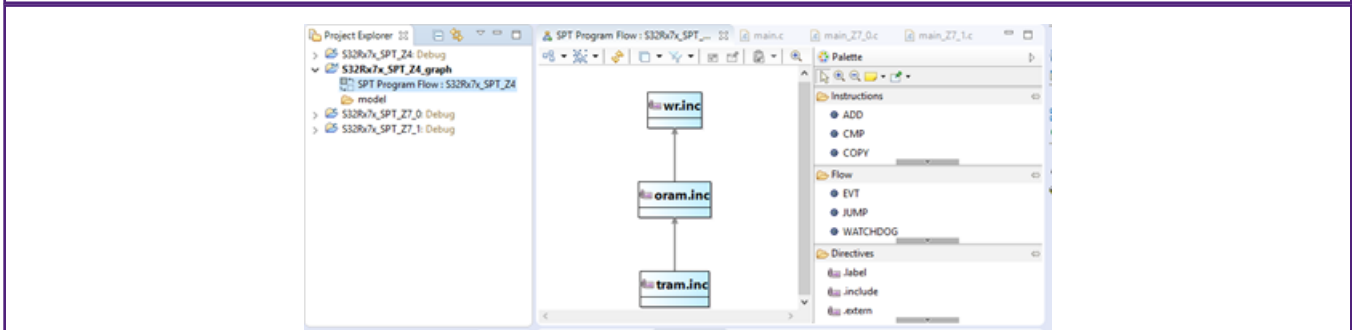 Project Explorer
S32Rx7x_SPT_Z4: Debug
S32Rx7x_SPT_Z4_graph
SPT Program Flow : S32Rx7x_SPT_Z4
model
S32Rx7x_SPT_Z7_0: Debug
S32Rx7x_SPT_Z7_1: Debug
SPT Program Flow : S32Rx7x_SPT_...
main.c
main_Z7_0.c
main_Z7_1.c
wr.inc
oram.inc
tram.inc
Palette
Instructions
ADD
CMP
COPY
Flow
EVT
JUMP
WATCHDOG
Directives
.label
.include
.extern